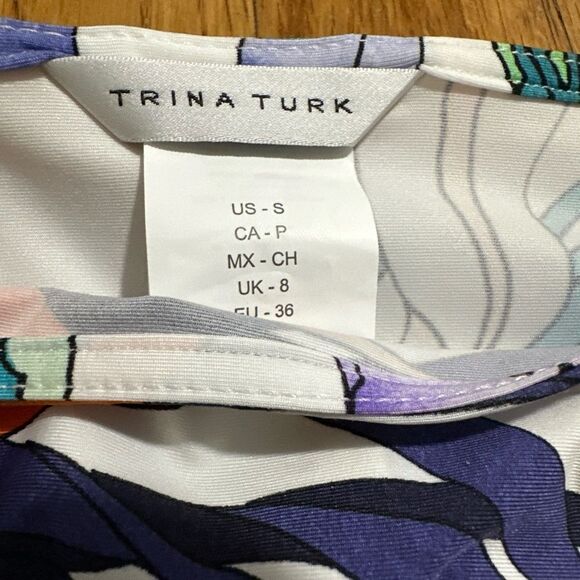 TRINA TURK
US - S
CA - P
MX - CH
UK - 8
EU - 36